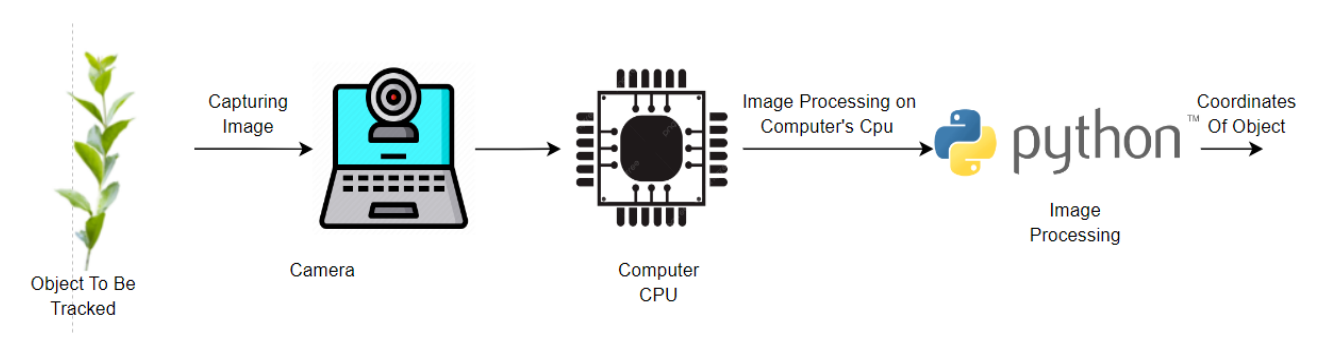 Object To Be
Tracked
Capturing
Image
Camera
Computer
CPU
Image Processing on
Computer's Cpu
python™
Image
Processing
Coordinates
Of Object